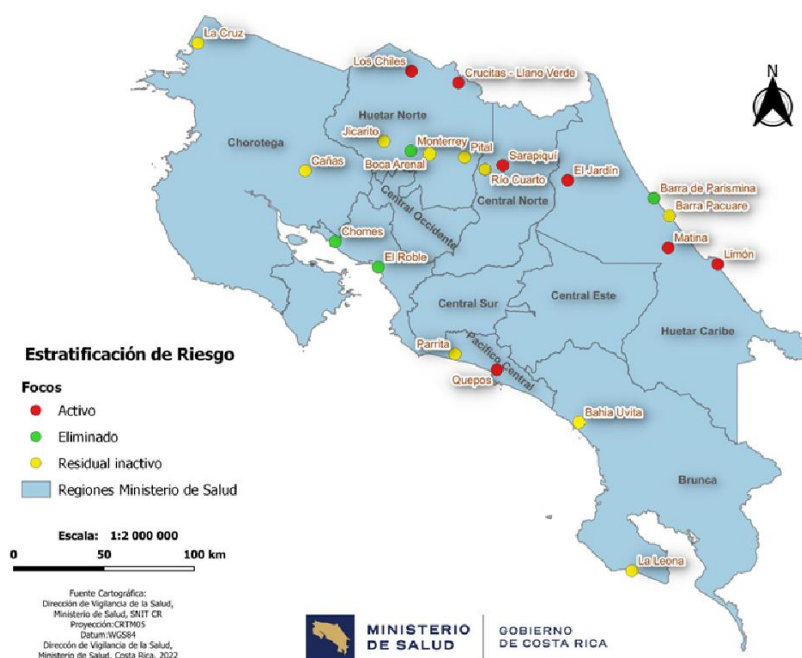 La Cruz
N
Los Chiles
Crucitas - Llano Verde
Huetar Norte
Chorotega
Jicarito
Monterrey
Pital
Boca Arenal
Sarapiquí
Cañas
Río Cuarto
El Jardín
Central Norte
Barra de Parismina
Barra Pacuare
Central Occidente
Chomes
Matina
El Roble
Limón
Central Sur
Central Este
Huetar Caribe
Parrita
Pacífico Central
Quepos
Bahía Uvita
Brunca
La Leona
Estratificación de Riesgo
Focos
Activo
Eliminado
Residual inactivo
Regiones Ministerio de Salud
Escala: 1:2 000 000
0 50 100 km
Fuente Cartográfica:
Dirección de Vigilancia de la Salud,
Ministerio de Salud, SNIT CR
Proyección:CRTM05
Datum:WGS84
Direccón de Vigilancia de la Salud,
Ministerio de Salud, Costa Rica, 2022
MINISTERIO
DE SALUD
GOBIERNO
DE COSTA RICA